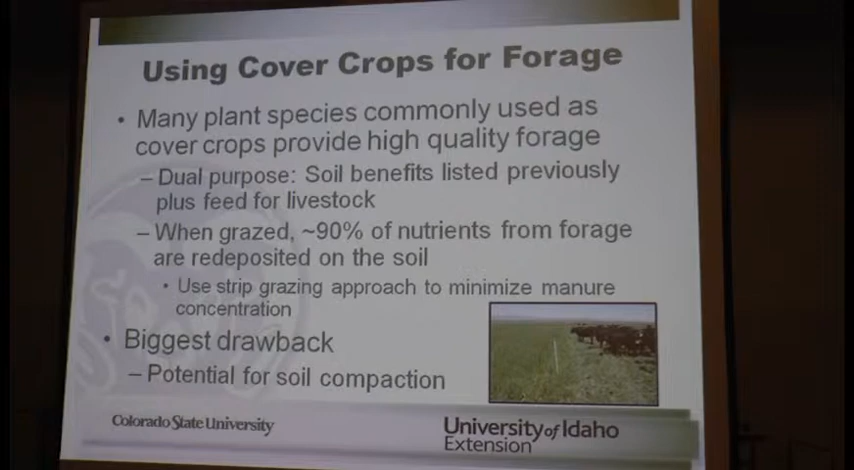 Using Cover Crops for Forage
• Many plant species commonly used as
cover crops provide high quality forage
– Dual purpose: Soil benefits listed previously
plus feed for livestock
– When grazed, ~90% of nutrients from forage
are redeposited on the soil
• Use strip grazing approach to minimize manure
concentration
• Biggest drawback
– Potential for soil compaction
Colorado State University
University of Idaho
Extension